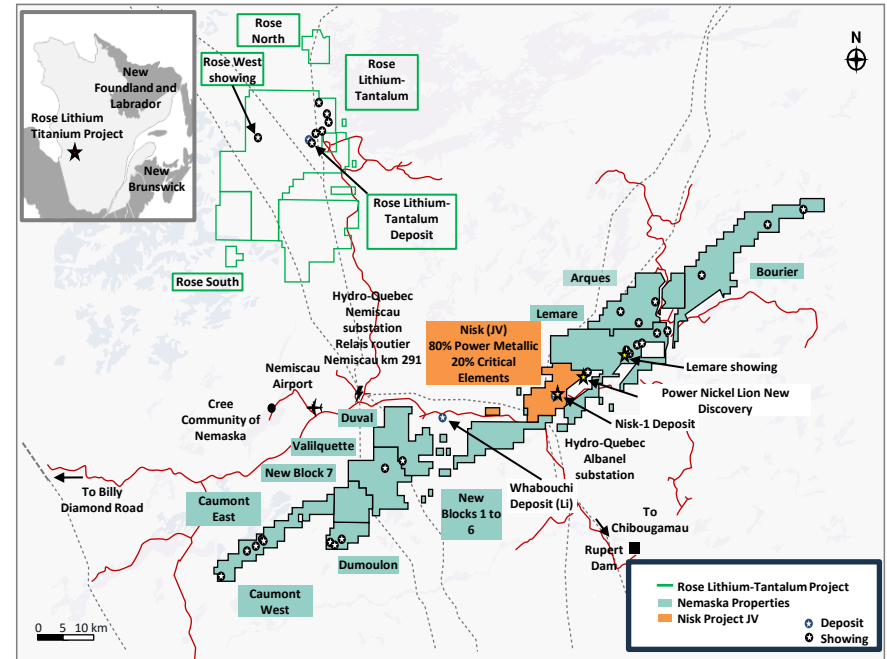 Rose
North
N
New
Foundland and
Labrador
Rose Lithium
Titanium Project
New
Brunswick
Rose West
showing
Rose
Lithium-
Tantalum
Rose
Lithium-
Tantalum
Deposit
Rose South
Arques
Bourier
Lemare
Hydro-Quebec
Nemiscau
substation
Relais routier
Nemiscau km 291
Nisk (JV)
80% Power Metallic
20% Critical
Elements
Lemare showing
Nemiscau
Airport
Power Nickel Lion New
Discovery
Cree
Community of
Nemaska
Duval
Nisk-1 Deposit
Valilquette
Hydro-Quebec
Albanel
substation
New Block 7
To Billy
Diamond Road
Whabouchi
Deposit (Li)
Caumont
East
New
Blocks 1 to
6
To
Chibougamau
Rupert
Dam
Dumoulon
Caumont
West
Rose Lithium-Tantalum Project
Nemaska Properties
Nisk Project JV
Deposit
Showing
0 5 10 km